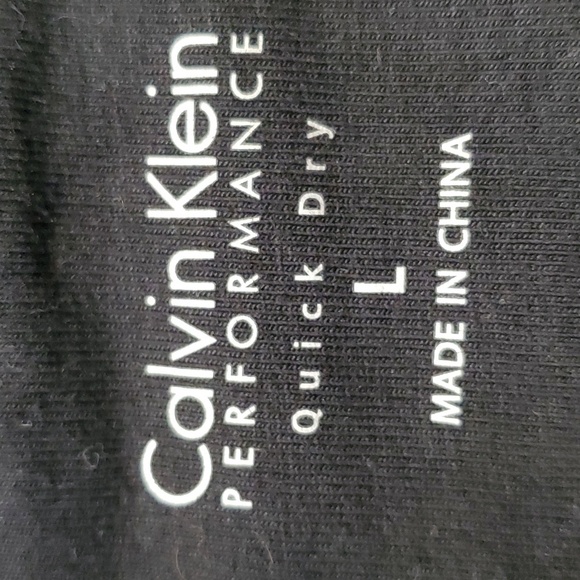 Calvin Klein
PERFORMANCE
Quick Dry
L
MADE IN CHINA